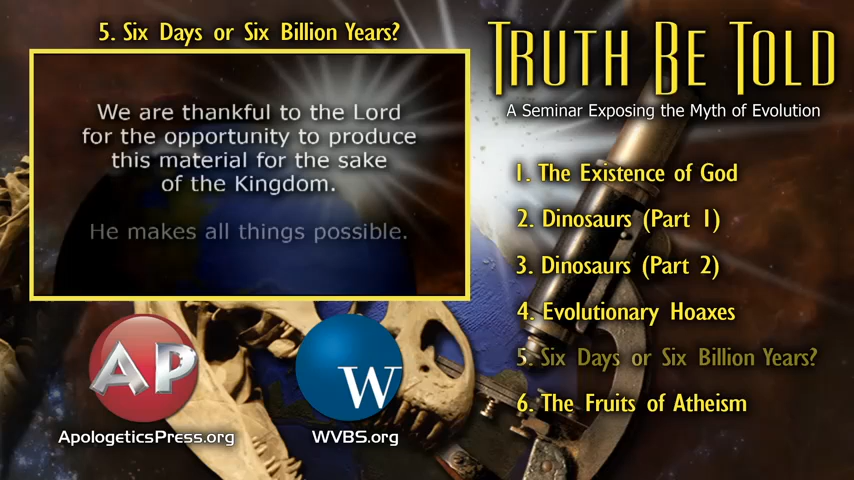 5. Six Days or Six Billion Years?
We are thankful to the Lord
for the opportunity to produce
this material for the sake
of the Kingdom.
He makes all things possible.
AP
ApologeticsPress.org
W
WVBS.org
TRUTH BE TOLD
A Seminar Exposing the Myth of Evolution
1. The Existence of God
2. Dinosaurs (Part 1)
3. Dinosaurs (Part 2)
4. Evolutionary Hoaxes
5. Six Days or Six Billion Years?
6. The Fruits of Atheism